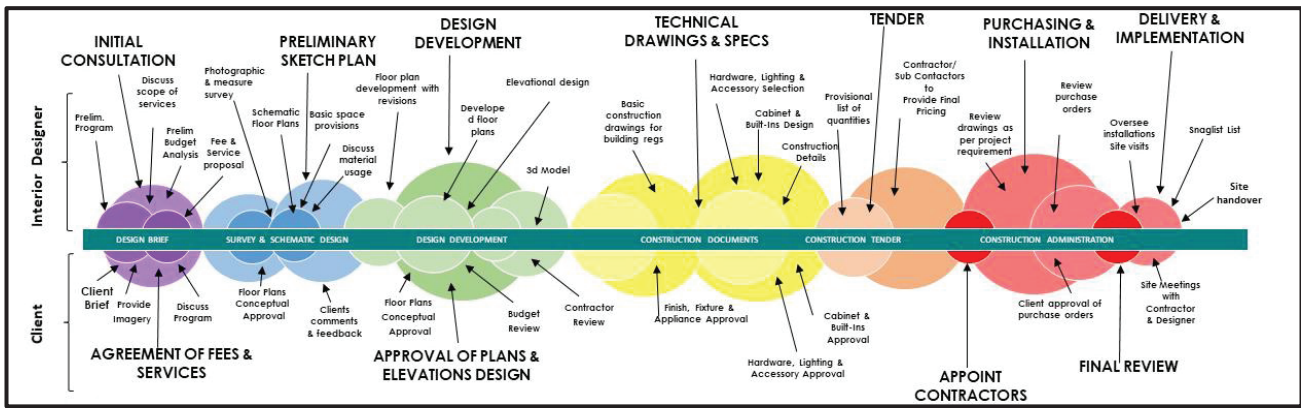 INITIAL
CONSULTATION
PRELIMINARY
SKETCH PLAN
DESIGN
DEVELOPMENT
TECHNICAL
DRAWINGS & SPECS
TENDER
PURCHASING &
INSTALLATION
DELIVERY &
IMPLEMENTATION
Interior Designer
Prelim.
Program
Discuss
scope of
services
Prelim
Budget
Analysis
Fee &
Service
proposal
Photographic
& measure
survey
Schematic
Floor Plans
Basic space
provisions
Discuss
material
usage
Floor plan
development with
revisions
Develope
d floor
plans
Elevational design
3d Model
Basic
construction
drawings for
building regs
Hardware, Lighting &
Accessory Selection
Cabinet &
Built-Ins Design
Construction
Details
Provisional
list of
quantities
Contractor/
Sub Contactors
to
Provide Final
Pricing
Review
drawings as
per project
requirement
Review
purchase
orders
Oversee
installations
Site visits
Snaglist List
Site
handover
DESIGN BRIEF
SURVEY & SCHEMATIC DESIGN
DESIGN DEVELOPMENT
CONSTRUCTION DOCUMENTS
CONSTRUCTION TENDER
CONSTRUCTION ADMINISTRATION
Client
Client
Brief
Provide
Imagery
Discuss
Program
Floor Plans
Conceptual
Approval
Clients
comments
& feedback
Floor Plans
Conceptual
Approval
Budget
Review
Contractor
Review
Finish, Fixture &
Appliance Approval
Hardware, Lighting &
Accessory Approval
Cabinet &
Built-Ins
Approval
Client approval of
purchase orders
Site Meetings
with
Contractor
& Designer
AGREEMENT OF FEES &
SERVICES
APPROVAL OF PLANS &
ELEVATIONS DESIGN
APPOINT
CONTRACTORS
FINAL REVIEW